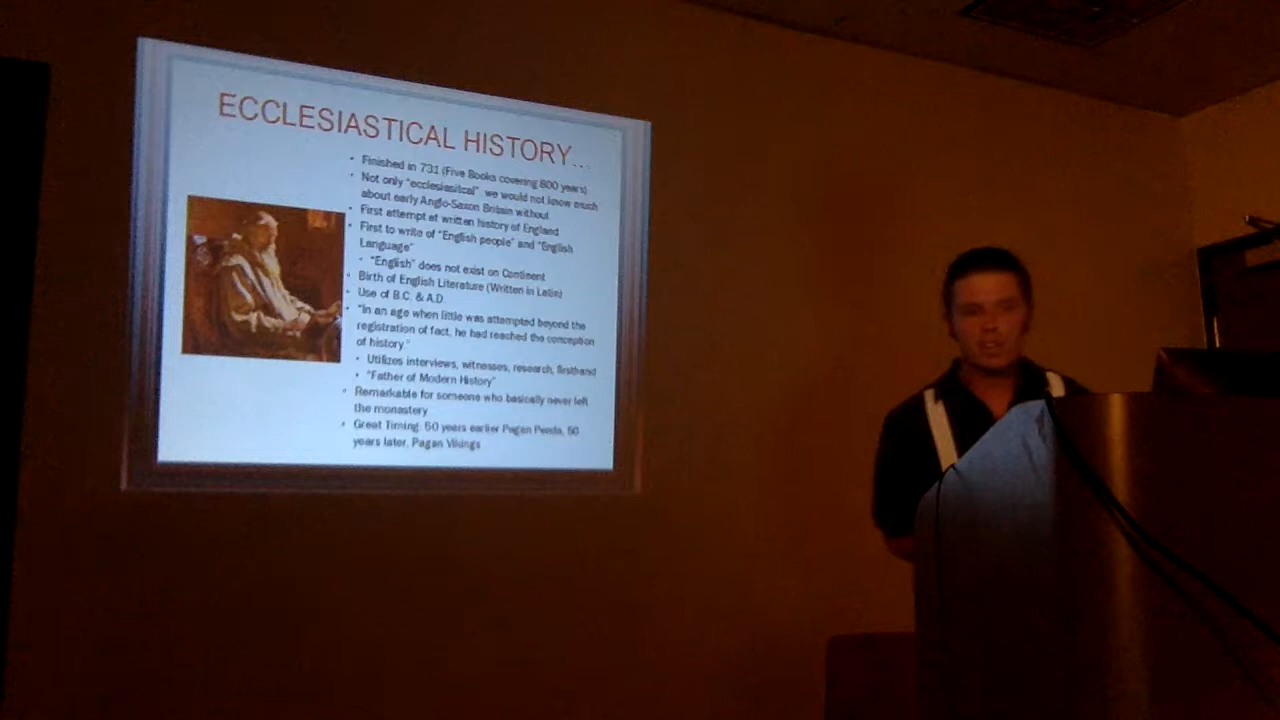 ECCLESIASTICAL HISTORY...
• Finished in 731 (Five Books covering 800 years)
• Not only "ecclesiasitcal", we would not know much
about early Anglo-Saxon Britain without
• First attempt at written history of England
• First to write of "English people" and "English
Language"
• "English" does not exist on Continent
• Birth of English Literature (Written in Latin)
• Use of B.C. & A.D.
• "In an age when little was attempted beyond the
registration of fact, he had reached the conception
of history."
• Utilizes interviews, witnesses, research, firsthand
• "Father of Modern History"
• Remarkable for someone who basically never left
the monastery
• Great Timing: 50 years earlier Pagan Penda, 50
years later, Pagan Vikings